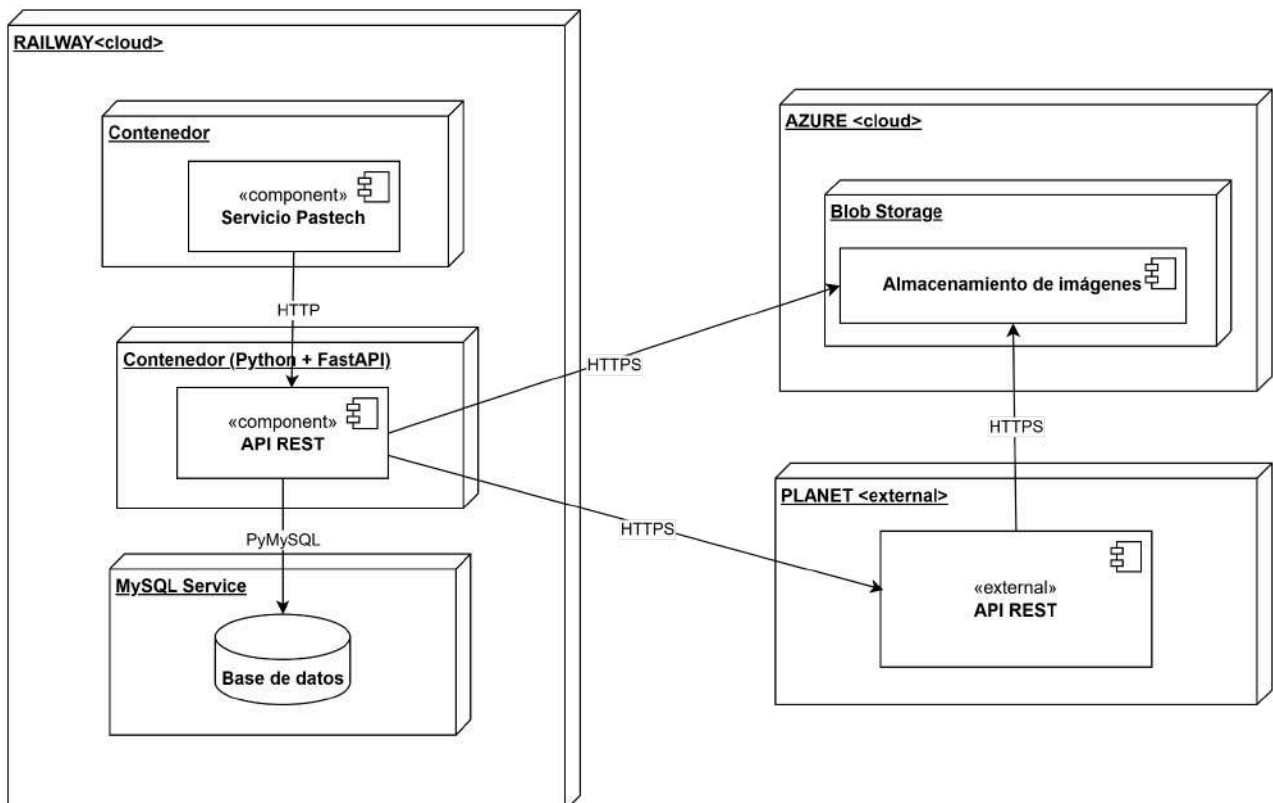 RAILWAY<cloud>
Contenedor
«component»
Servicio Pastech
HTTP
Contenedor (Python + FastAPI)
«component»
API REST
PyMySQL
MySQL Service
Base de datos
HTTPS
HTTPS
AZURE <cloud>
Blob Storage
Almacenamiento de imágenes
HTTPS
PLANET <external>
«external»
API REST